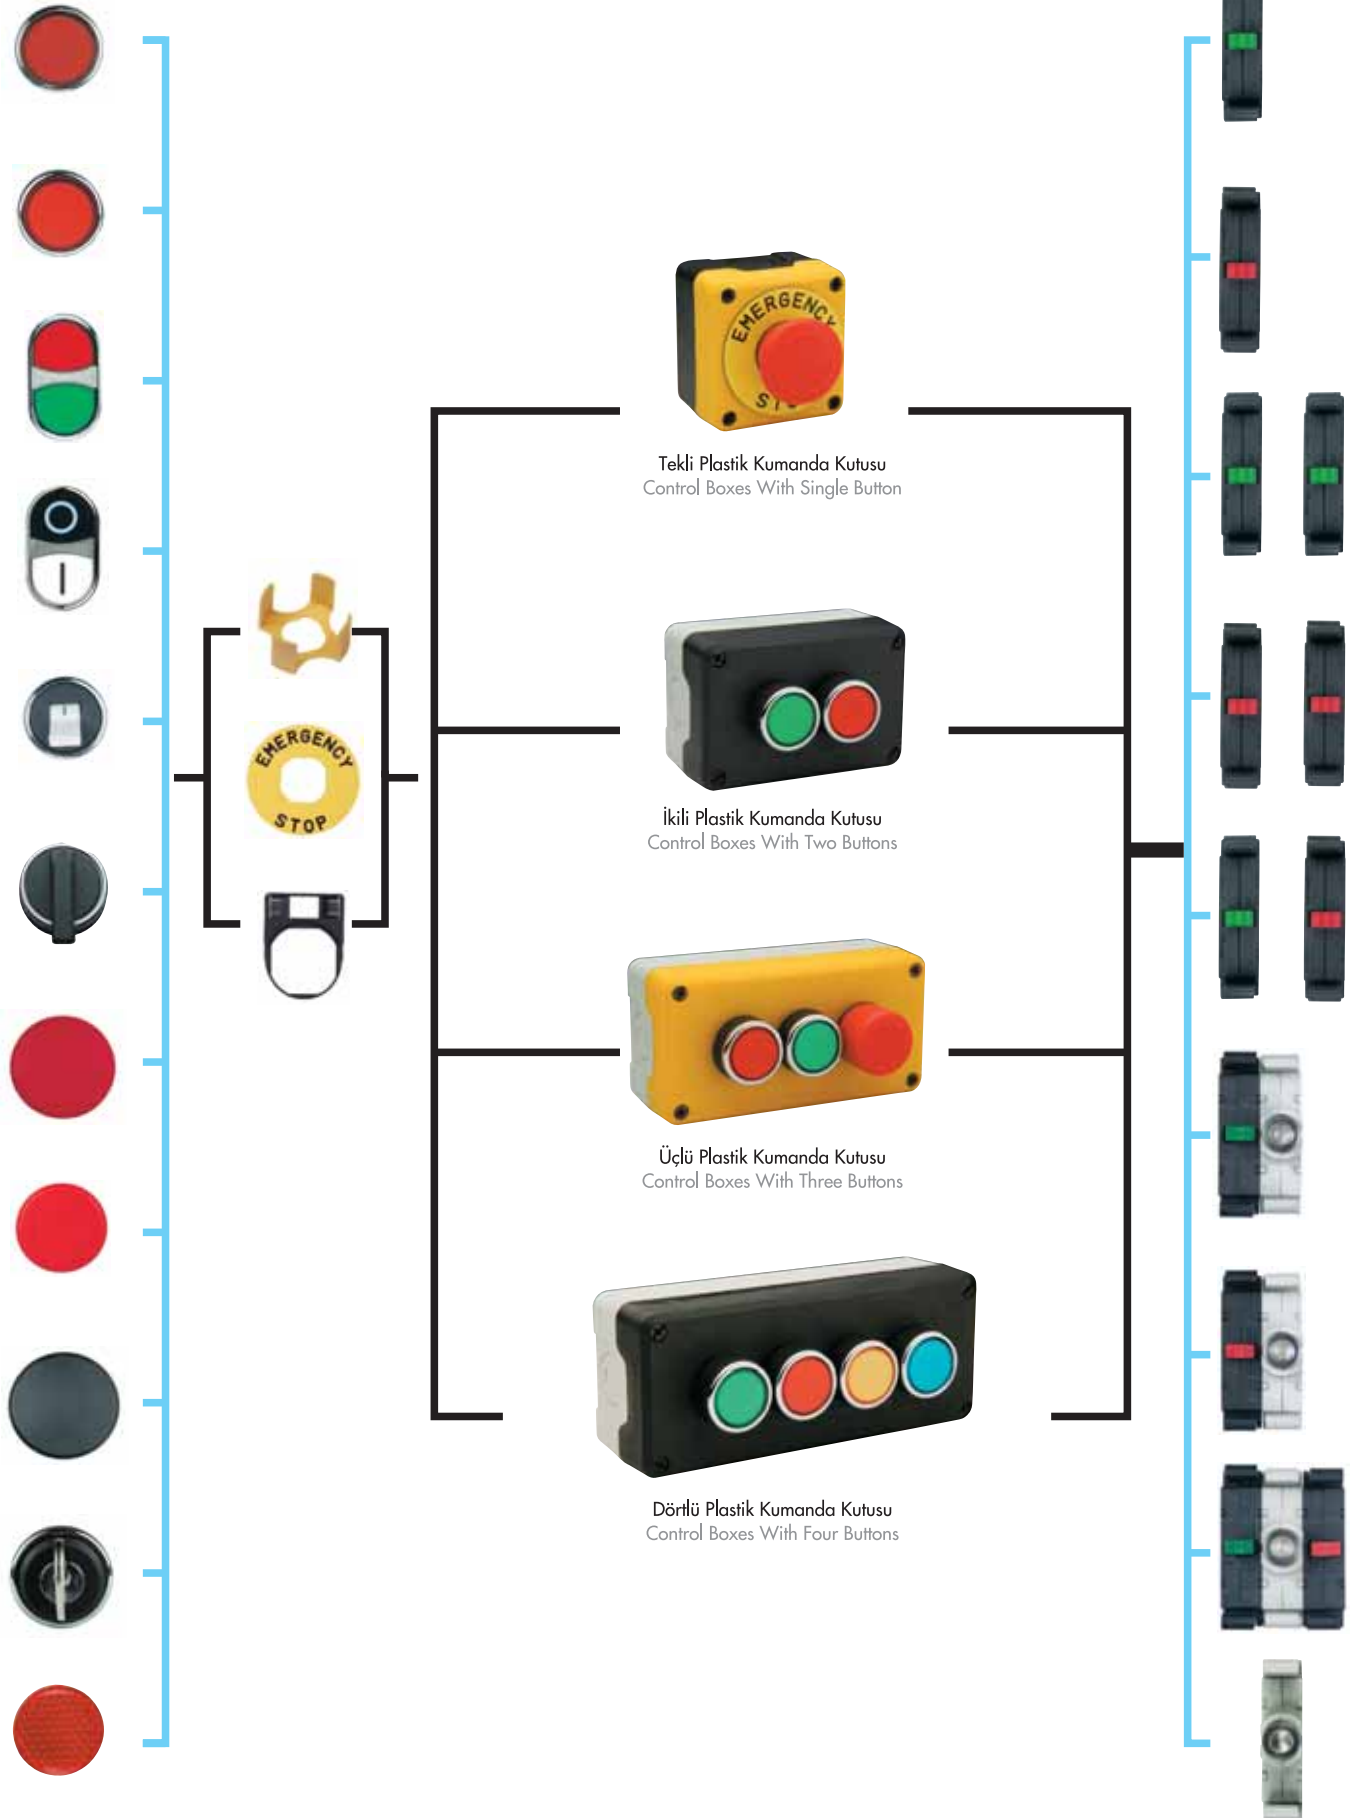 EMERGENCY
Tekli Plastik Kumanda Kutusu
Control Boxes With Single Button
EMERGENCY
STOP
İkili Plastik Kumanda Kutusu
Control Boxes With Two Buttons
Üçlü Plastik Kumanda Kutusu
Control Boxes With Three Buttons
Dörtlü Plastik Kumanda Kutusu
Control Boxes With Four Buttons